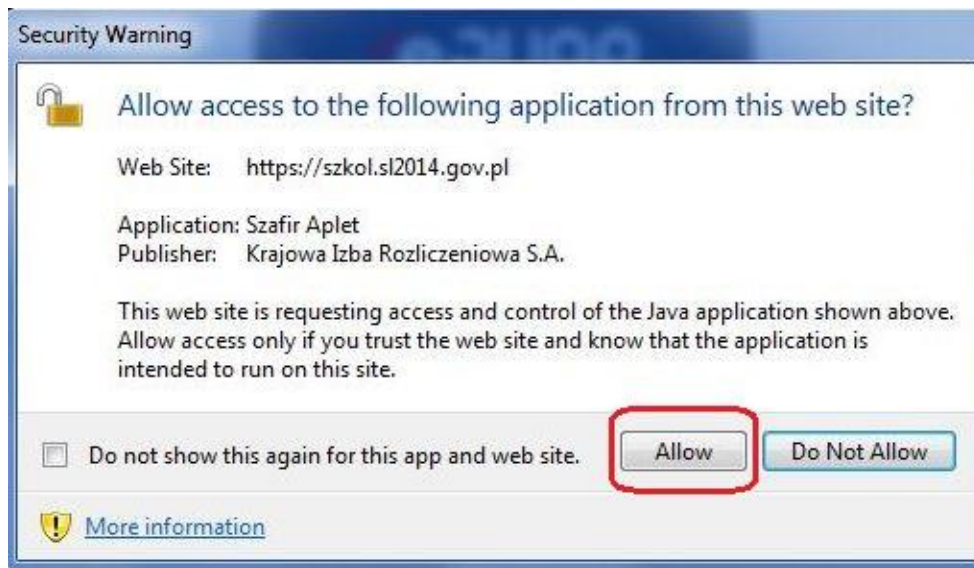 Security Warning
Allow access to the following application from this web site?
Web Site: https://szkol.sl2014.gov.pl
Application: Szafir Aplet
Publisher: Krajowa Izba Rozliczeniowa S.A.
This web site is requesting access and control of the Java application shown above.
Allow access only if you trust the web site and know that the application is
intended to run on this site.
Do not show this again for this app and web site. Allow Do Not Allow
More information